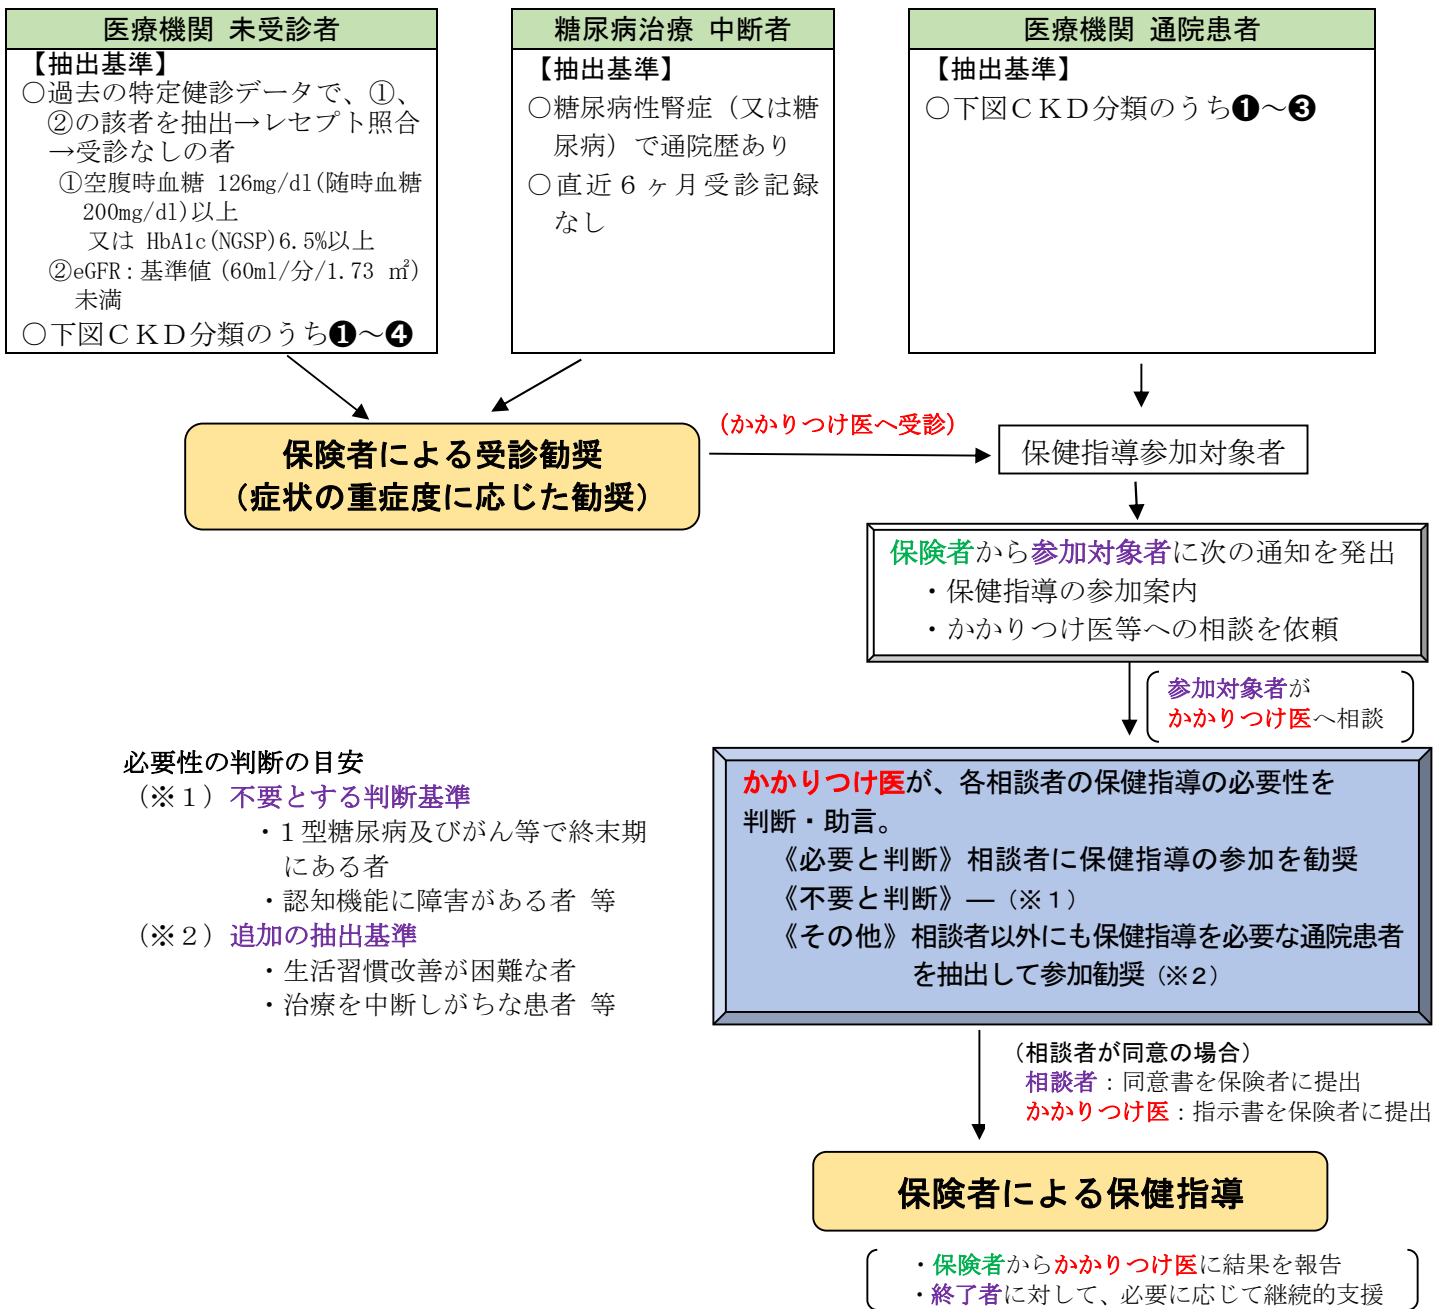 医療機関 未受診者
【抽出基準】
○過去の特定健診データで、①、
②の該者を抽出→レセプト照合
→受診なしの者
①空腹時血糖 126mg/dl(随時血糖
200mg/dl)以上
又は HbA1c(NGSP)6.5%以上
②eGFR：基準値（60ml/分/1.73 ㎡）
未満
○下図ＣＫＤ分類のうち❶～❹
糖尿病治療 中断者
【抽出基準】
○糖尿病性腎症（又は糖
尿病）で通院歴あり
○直近６ヶ月受診記録
なし
医療機関 通院患者
【抽出基準】
○下図ＣＫＤ分類のうち❶～❸
保険者による受診勧奨
（症状の重症度に応じた勧奨）
（かかりつけ医へ受診）
保健指導参加対象者
保険者から参加対象者に次の通知を発出
・保健指導の参加案内
・かかりつけ医等への相談を依頼
参加対象者が
かかりつけ医へ相談
必要性の判断の目安
（※１）不要とする判断基準
・１型糖尿病及びがん等で終末期
にある者
・認知機能に障害がある者 等
（※２）追加の抽出基準
・生活習慣改善が困難な者
・治療を中断しがちな患者 等
かかりつけ医が、各相談者の保健指導の必要性を
判断・助言。
《必要と判断》相談者に保健指導の参加を勧奨
《不要と判断》―（※１）
《その他》相談者以外にも保健指導を必要な通院患者
を抽出して参加勧奨（※２）
（相談者が同意の場合）
相談者：同意書を保険者に提出
かかりつけ医：指示書を保険者に提出
保険者による保健指導
・保険者からかかりつけ医に結果を報告
・終了者に対して、必要に応じて継続的支援